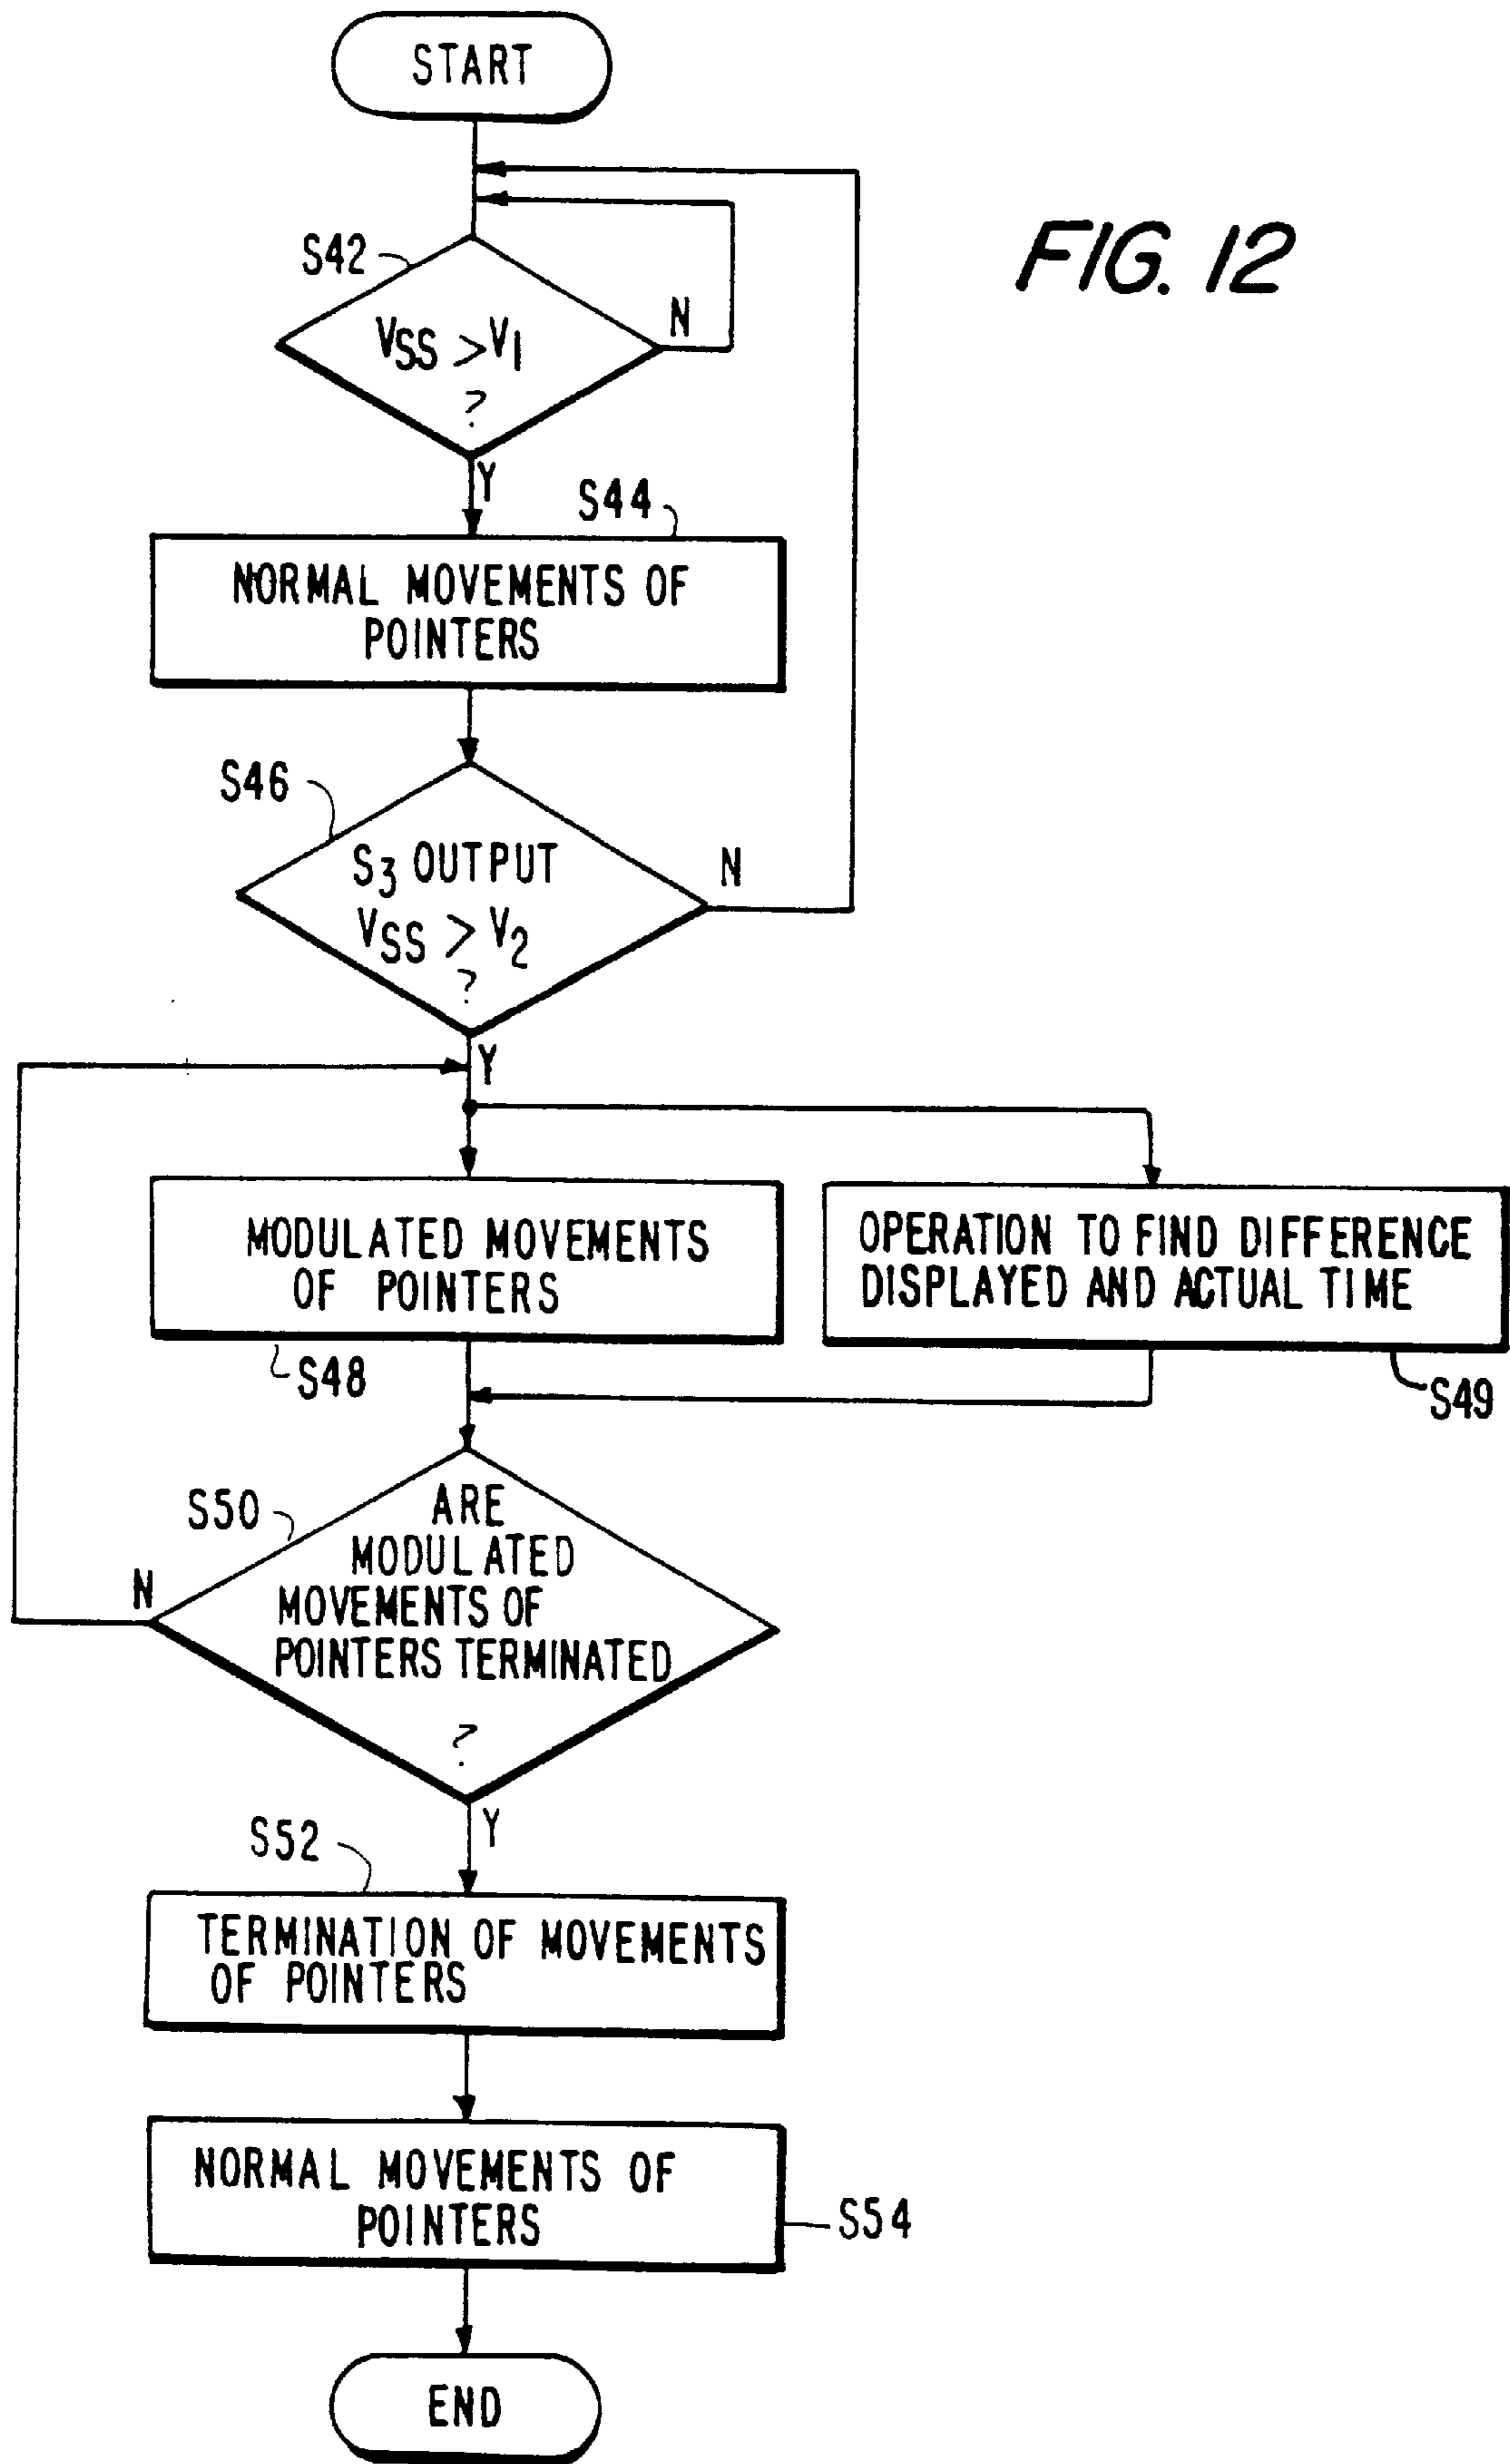 START
FIG. 12
S42
VSS > V1
?
N
Y
S44
NORMAL MOVEMENTS OF
POINTERS
S46
S3 OUTPUT
VSS > V2
?
N
Y
MODULATED MOVEMENTS
OF POINTERS
S48
OPERATION TO FIND DIFFERENCE
DISPLAYED AND ACTUAL TIME
S49
S50
ARE
MODULATED
MOVEMENTS OF
POINTERS TERMINATED
?
N
Y
S52
TERMINATION OF MOVEMENTS
OF POINTERS
NORMAL MOVEMENTS OF
POINTERS
S54
END